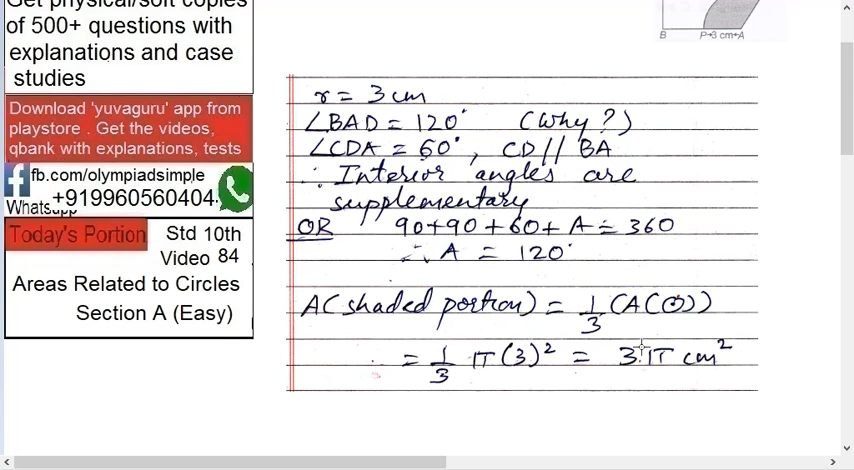 Get physical/soft copies
of 500+ questions with
explanations and case
studies
Download 'yuvaguru' app from
playstore . Get the videos,
qbank with explanations, tests
fb.com/olympiadsimple
Whatsapp +919960560404
Today's Portion
Std 10th
Video 84
Areas Related to Circles
Section A (Easy)
B P+3 cm+A
r = 3 cm
∠BAD = 120° (Why?)
∠CDA = 60°, CD // BA
∴ Interior angles are
supplementary
OR 90+90+60+A = 360
∴ A = 120°
A(shaded portion) = 1/3 (A(⊙))
= 1/3 π(3)² = 3π cm²